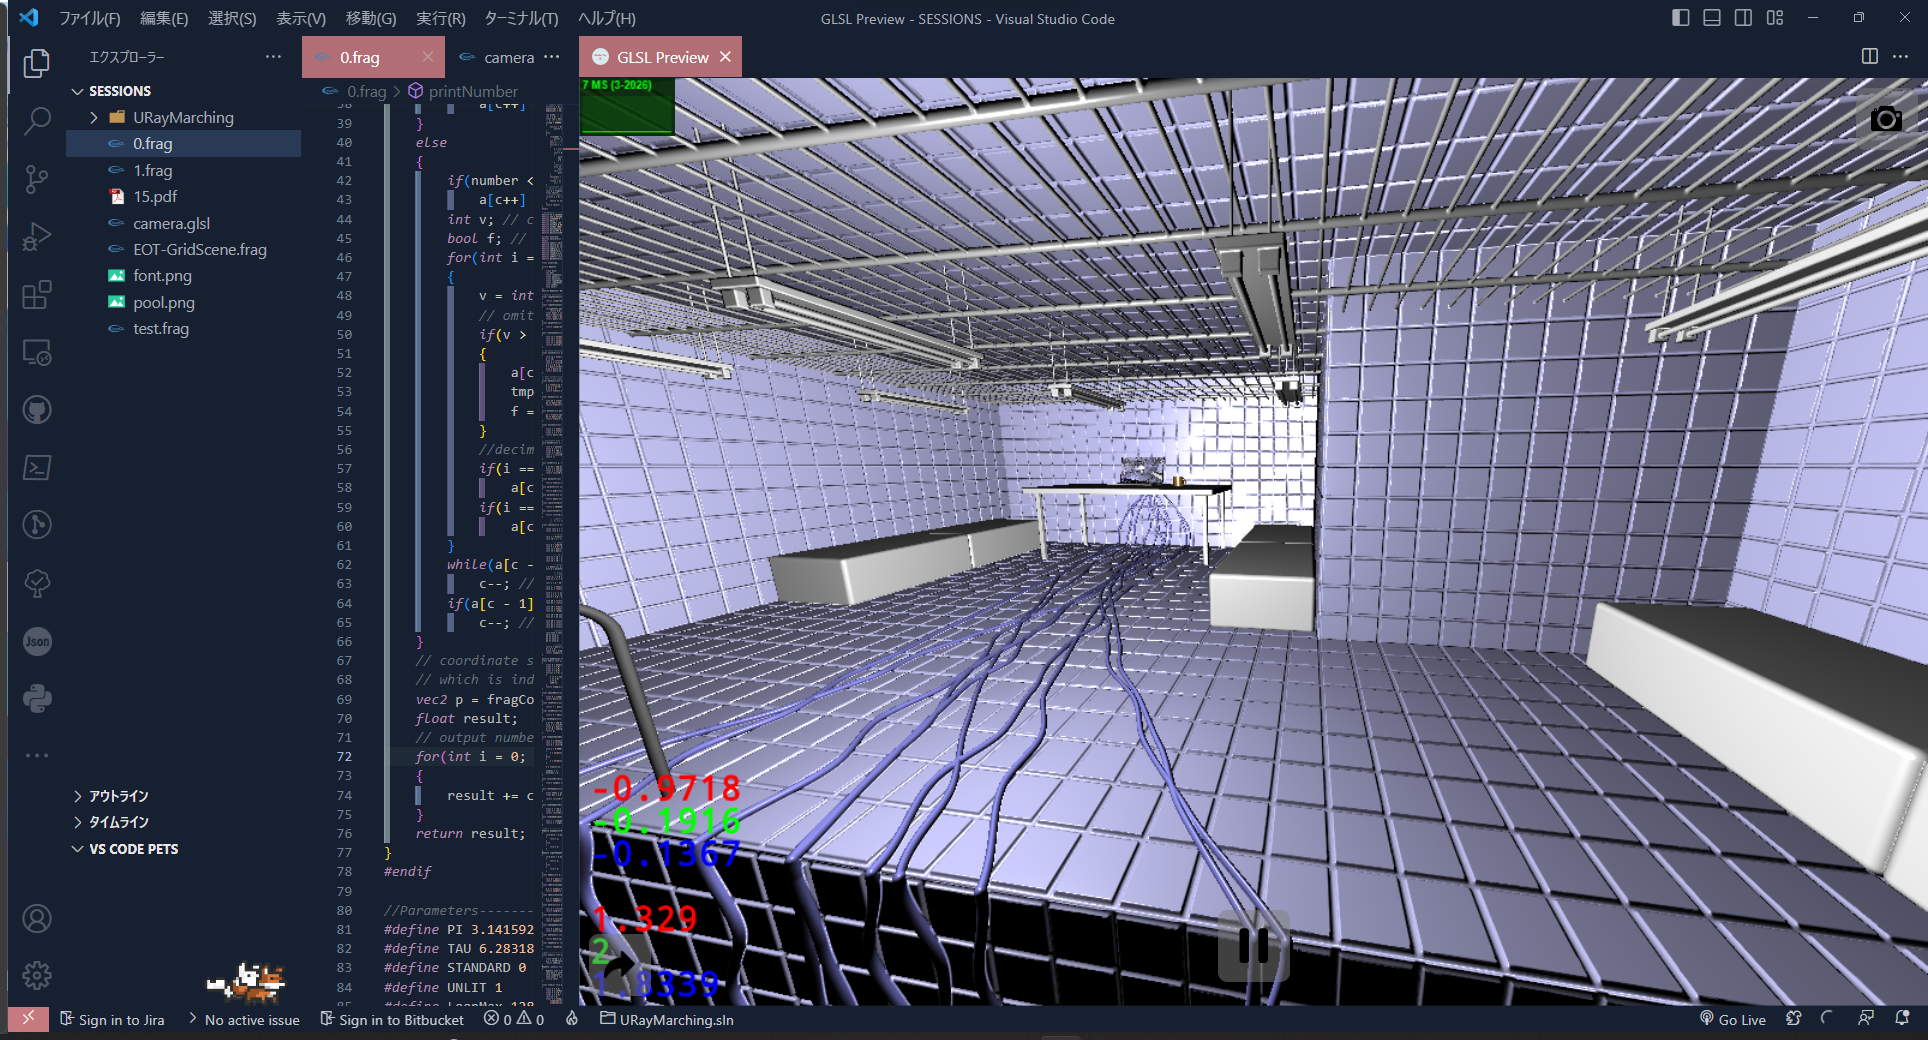 ファイル(F) 編集(E) 選択(S) 表示(V) 移動(G) 実行(R) ターミナル(T) ヘルプ(H)
GLSL Preview - SESSIONS - Visual Studio Code
エクスプローラー
SESSIONS
URayMarching
0.frag
1.frag
15.pdf
camera.glsl
EOT-GridScene.frag
font.png
pool.png
test.frag
アウトライン
タイムライン
VS CODE PETS
Json
0.frag
camera
GLSL Preview
0.frag > printNumber
a[c++]
39 }
40 else
41 {
42 if(number <
43 a[c++]
44 int v; // c
45 bool f; //
46 for(int i =
47 {
48 v = int
49 // omit
50 if(v >
51 {
52 a[c
53 tmp
54 f =
55 }
56 //decim
57 if(i ==
58 a[c
59 if(i ==
60 a[c
61 }
62 while(a[c -
63 c--; //
64 if(a[c - 1]
65 c--; //
66 }
67 // coordinate s
68 // which is ind
69 vec2 p = fragCo
70 float result;
71 // output numbe
72 for(int i = 0;
73 {
74 result += c
75 }
76 return result;
77 }
78 #endif
79
80 //Parameters-------
81 #define PI 3.141592
82 #define TAU 6.28318
83 #define STANDARD 0
84 #define UNLIT 1
7 MS (3-2026)
-0.9718
-0.1916
-0.1367
1.329
2
1.8339
Sign in to Jira
No active issue
Sign in to Bitbucket
0
0
URayMarching.sln
Go Live